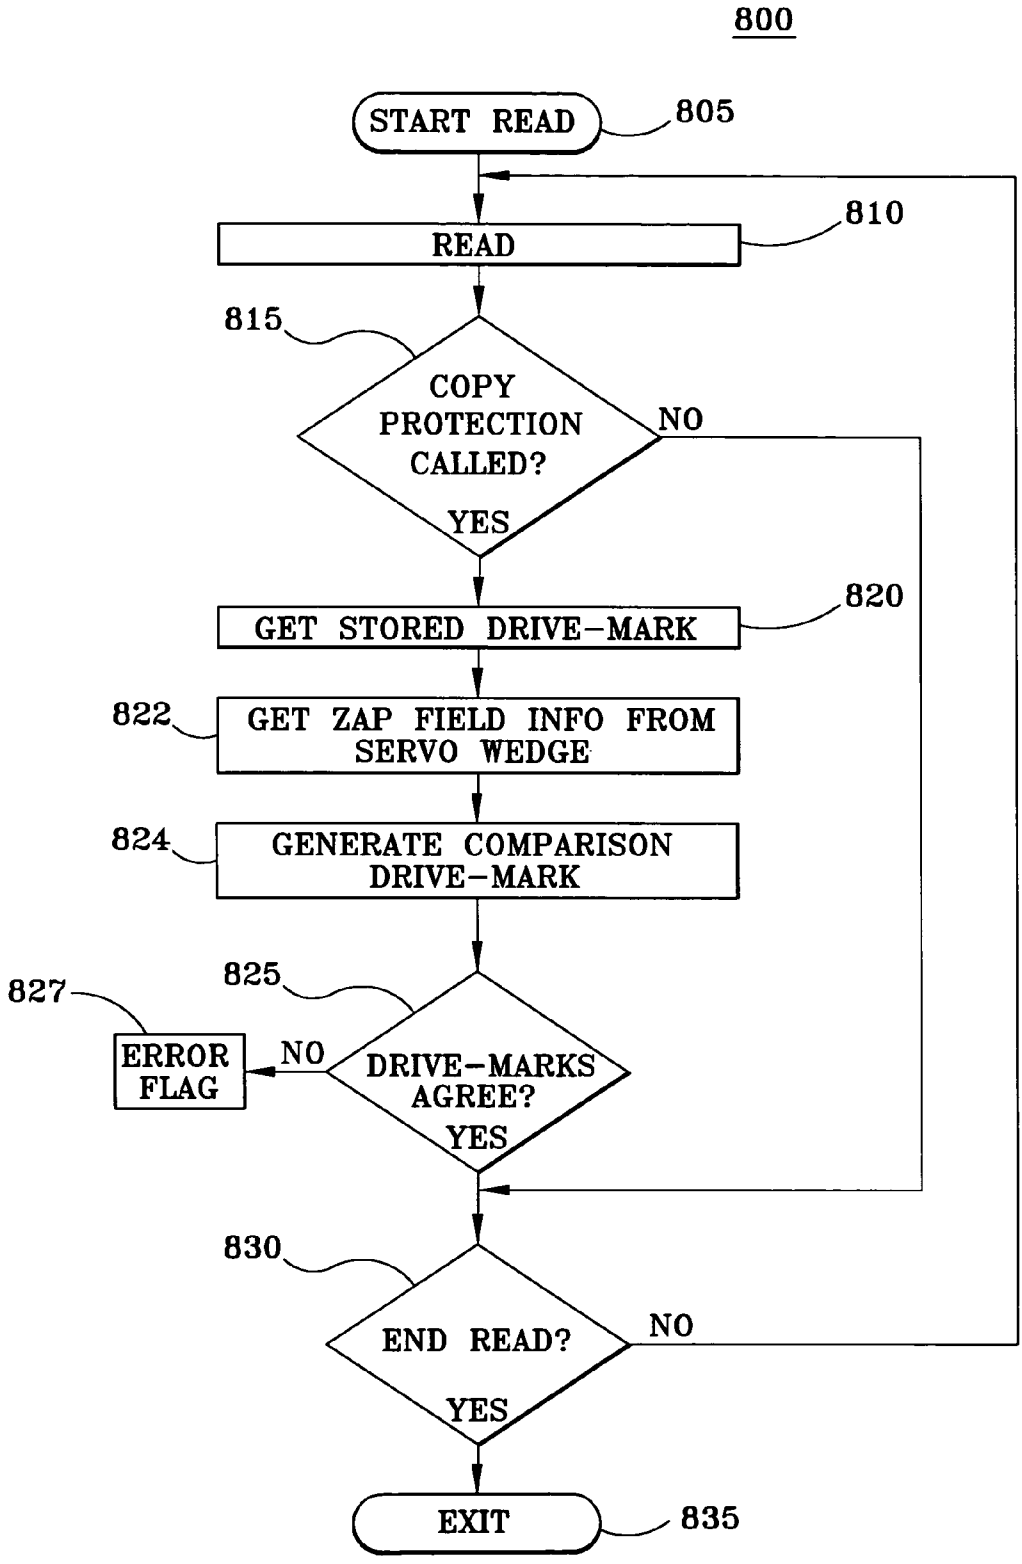 800
START READ
805
READ
810
815
COPY
PROTECTION
CALLED?
NO
YES
GET STORED DRIVE-MARK
820
822
GET ZAP FIELD INFO FROM
SERVO WEDGE
824
GENERATE COMPARISON
DRIVE-MARK
825
827
ERROR
FLAG
NO
DRIVE-MARKS
AGREE?
YES
830
END READ?
NO
YES
EXIT
835